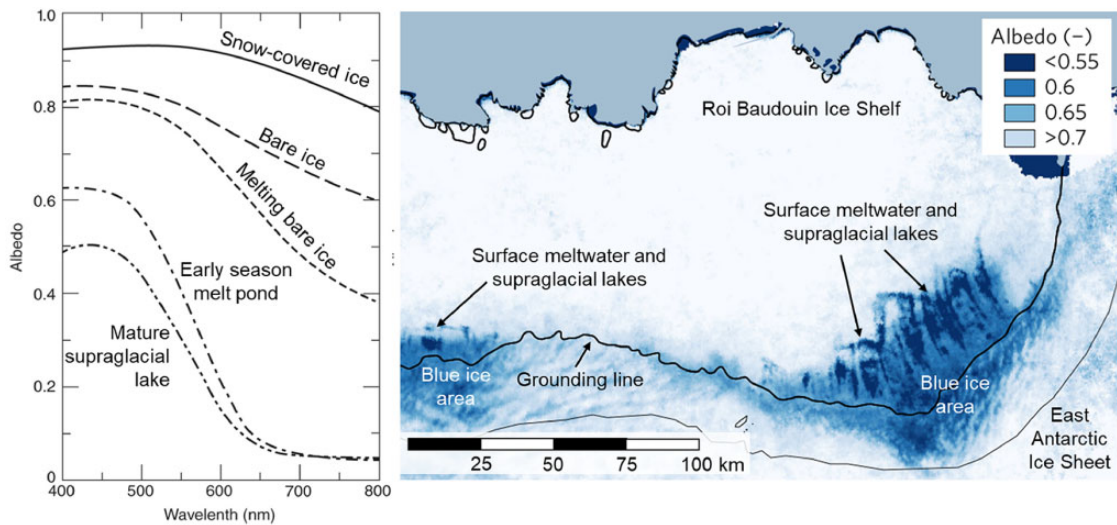 1.0
0.8
0.6
0.4
0.2
0
Albedo
400
500
600
700
800
Wavelenth (nm)
Snow-covered ice
Bare ice
Melting bare ice
Early season
melt pond
Mature
supraglacial
lake
Albedo (–)
<0.55
0.6
0.65
>0.7
Roi Baudouin Ice Shelf
Surface meltwater and
supraglacial lakes
Surface meltwater and
supraglacial lakes
Blue ice
area
Grounding line
Blue ice
area
East
Antarctic
Ice Sheet
25
50
75
100 km